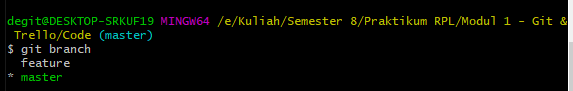 degit@DESKTOP-SRKUF19 MINGW64 /e/Kuliah/Semester 8/Praktikum RPL/Modul 1 - Git &
Trello/Code (master)
$ git branch
feature
* master